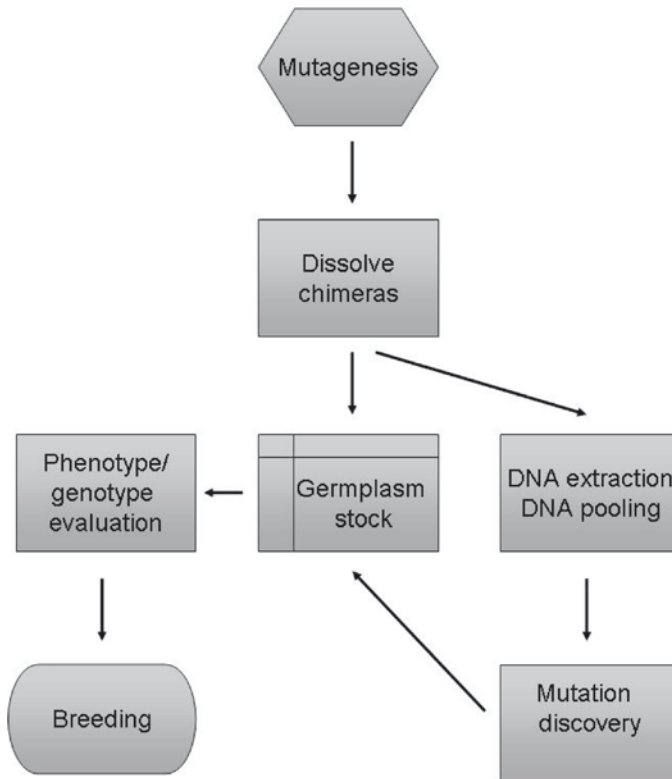 Mutagenesis
Dissolve
chimeras
Phenotype/
genotype
evaluation
Germplasm
stock
DNA extraction
DNA pooling
Breeding
Mutation
discovery